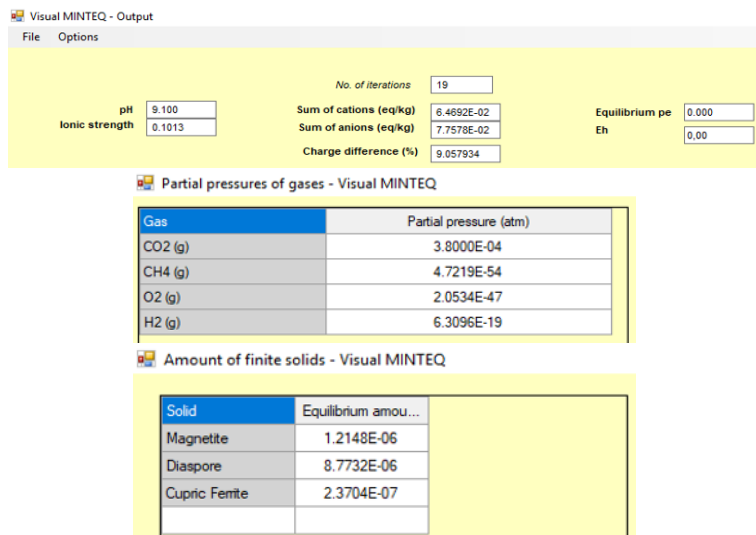 Visual MINTEQ - Output
File Options
No. of iterations 19
pH 9.100 Sum of cations (eq/kg) 6.4692E-02 Equilibrium pe 0.000
Ionic strength 0.1013 Sum of anions (eq/kg) 7.7578E-02 Eh 0,00
Charge difference (%) 9.057934
Partial pressures of gases - Visual MINTEQ
Gas Partial pressure (atm)
CO2 (g) 3.8000E-04
CH4 (g) 4.7219E-54
O2 (g) 2.0534E-47
H2 (g) 6.3096E-19
Amount of finite solids - Visual MINTEQ
Solid Equilibrium amou...
Magnetite 1.2148E-06
Diaspore 8.7732E-06
Cupric Ferrite 2.3704E-07